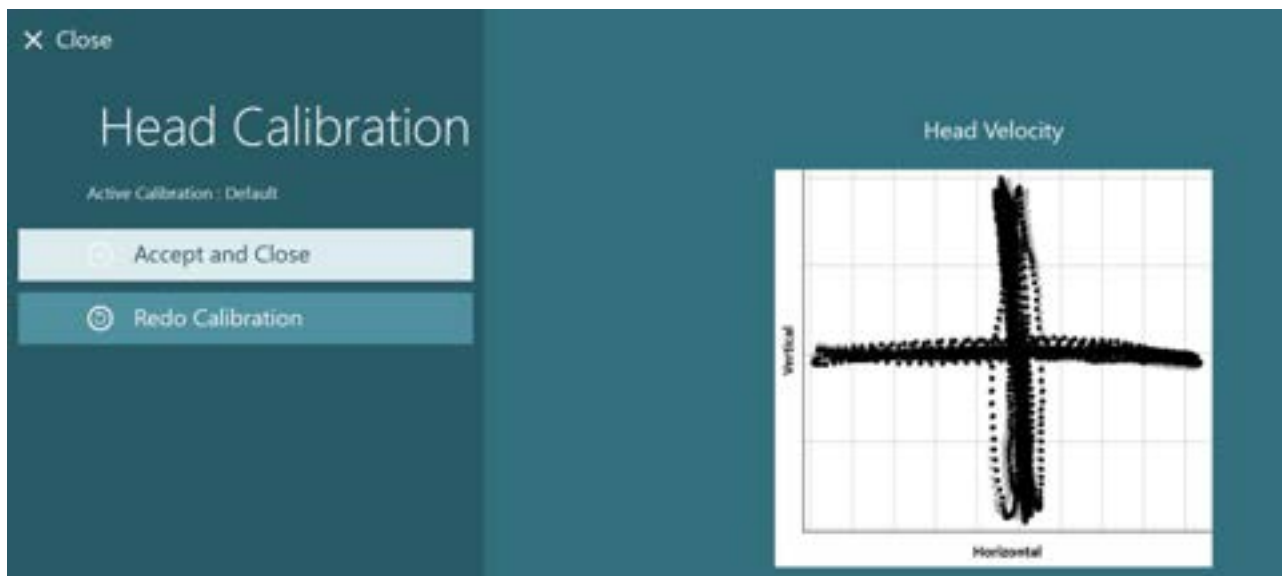 Close
Head Calibration
Active Calibration : Default
Accept and Close
Redo Calibration
Head Velocity
Vertical
Horizontal